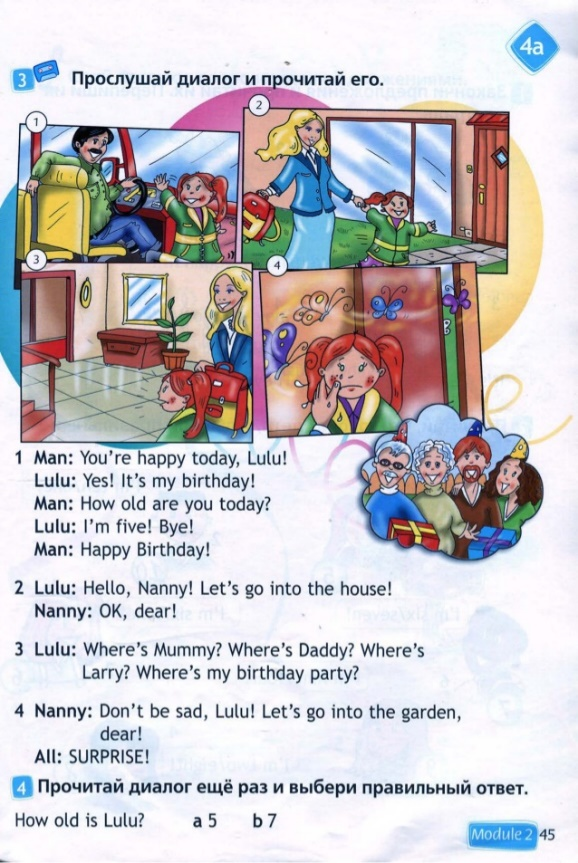 4a
3 Прослушай диалог и прочитай его.
1
2
3
4
1 Man: You're happy today, Lulu!
Lulu: Yes! It's my birthday!
Man: How old are you today?
Lulu: I'm five! Bye!
Man: Happy Birthday!
2 Lulu: Hello, Nanny! Let's go into the house!
Nanny: OK, dear!
3 Lulu: Where's Mummy? Where's Daddy? Where's
Larry? Where's my birthday party?
4 Nanny: Don't be sad, Lulu! Let's go into the garden,
dear!
All: SURPRISE!
4 Прочитай диалог ещё раз и выбери правильный ответ.
How old is Lulu? a 5 b 7
Module 2 45